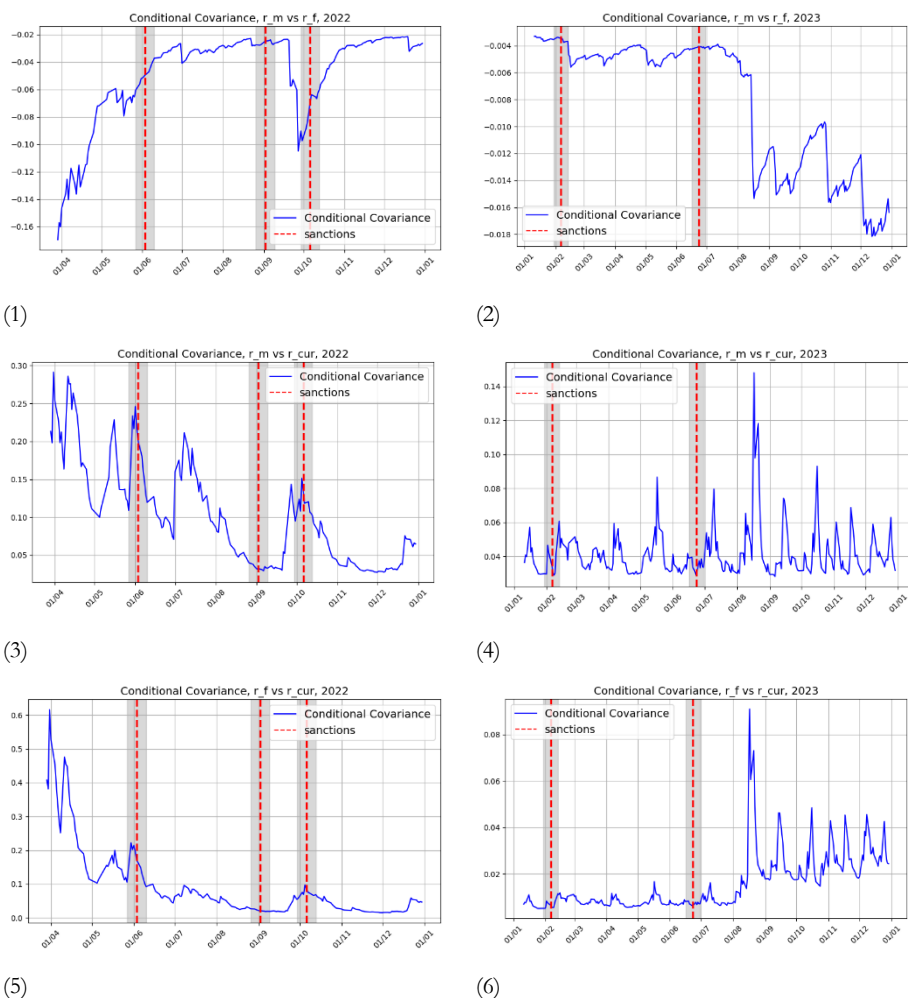 Conditional Covariance, r_m vs r_f, 2022
−0.02
−0.04
−0.06
−0.08
−0.10
−0.12
−0.14
−0.16
Conditional Covariance
sanctions
01/04 01/05 01/06 01/07 01/08 01/09 01/10 01/11 01/12 01/01
(1)
Conditional Covariance, r_m vs r_f, 2023
−0.004
−0.006
−0.008
−0.010
−0.012
−0.014
−0.016
−0.018
Conditional Covariance
sanctions
01/01 01/02 01/03 01/04 01/05 01/06 01/07 01/08 01/09 01/10 01/11 01/12 01/01
(2)
Conditional Covariance, r_m vs r_cur, 2022
0.30
0.25
0.20
0.15
0.10
0.05
Conditional Covariance
sanctions
01/04 01/05 01/06 01/07 01/08 01/09 01/10 01/11 01/12 01/01
(3)
Conditional Covariance, r_m vs r_cur, 2023
0.14
0.12
0.10
0.08
0.06
0.04
Conditional Covariance
sanctions
01/01 01/02 01/03 01/04 01/05 01/06 01/07 01/08 01/09 01/10 01/11 01/12 01/01
(4)
Conditional Covariance, r_f vs r_cur, 2022
0.6
0.5
0.4
0.3
0.2
0.1
0.0
Conditional Covariance
sanctions
01/04 01/05 01/06 01/07 01/08 01/09 01/10 01/11 01/12 01/01
(5)
Conditional Covariance, r_f vs r_cur, 2023
0.08
0.06
0.04
0.02
Conditional Covariance
sanctions
01/01 01/02 01/03 01/04 01/05 01/06 01/07 01/08 01/09 01/10 01/11 01/12 01/01
(6)